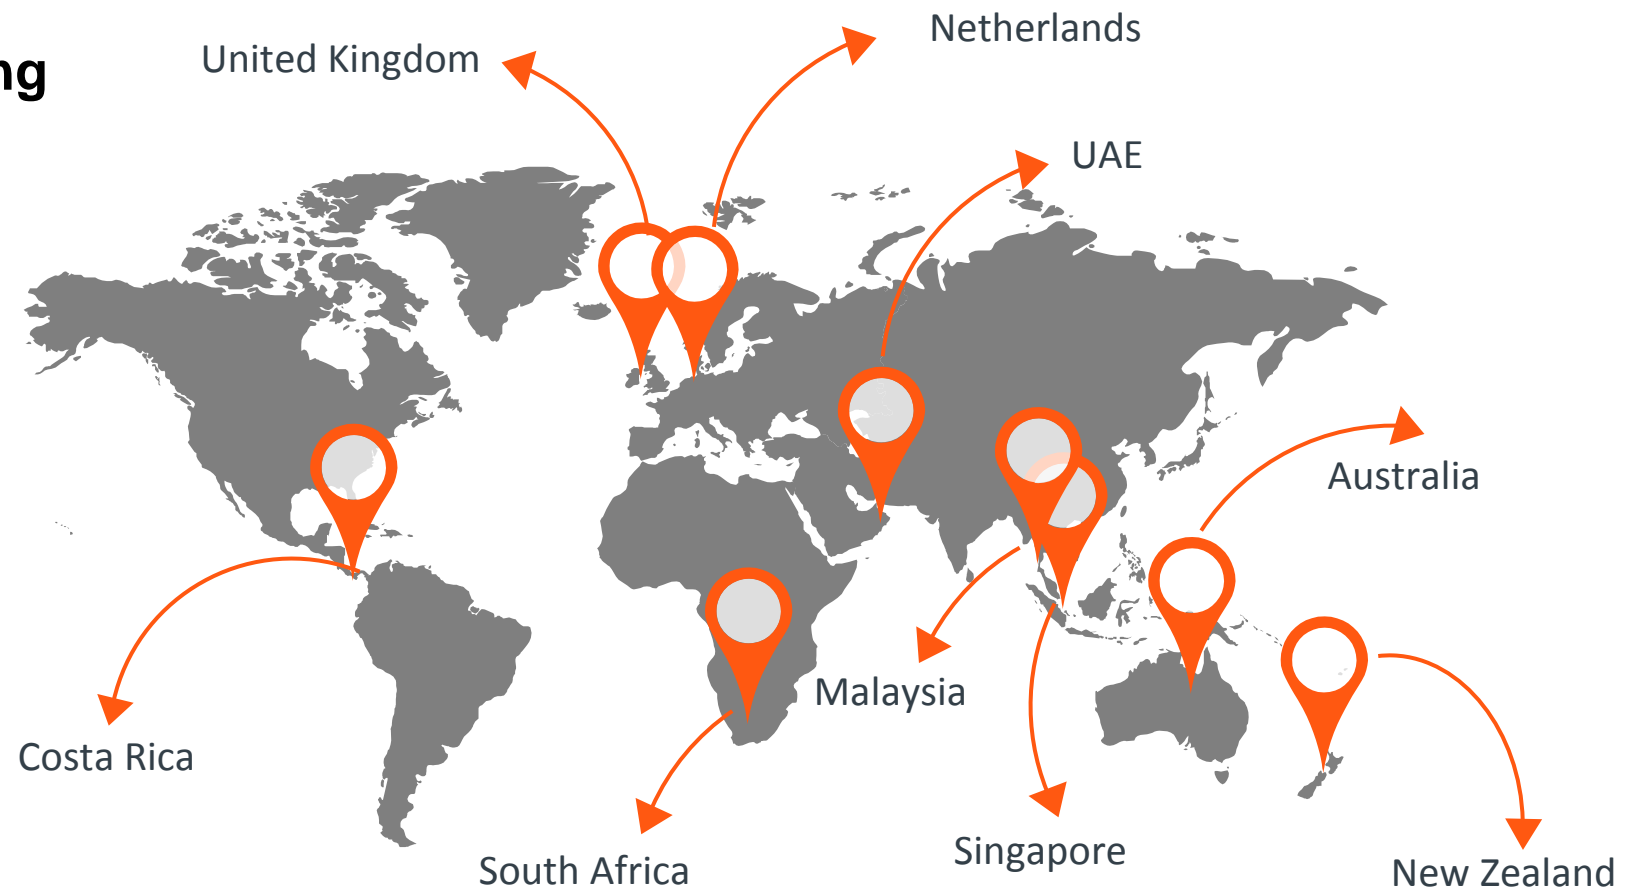 ng
United Kingdom
Netherlands
UAE
Australia
Malaysia
Costa Rica
South Africa
Singapore
New Zealand